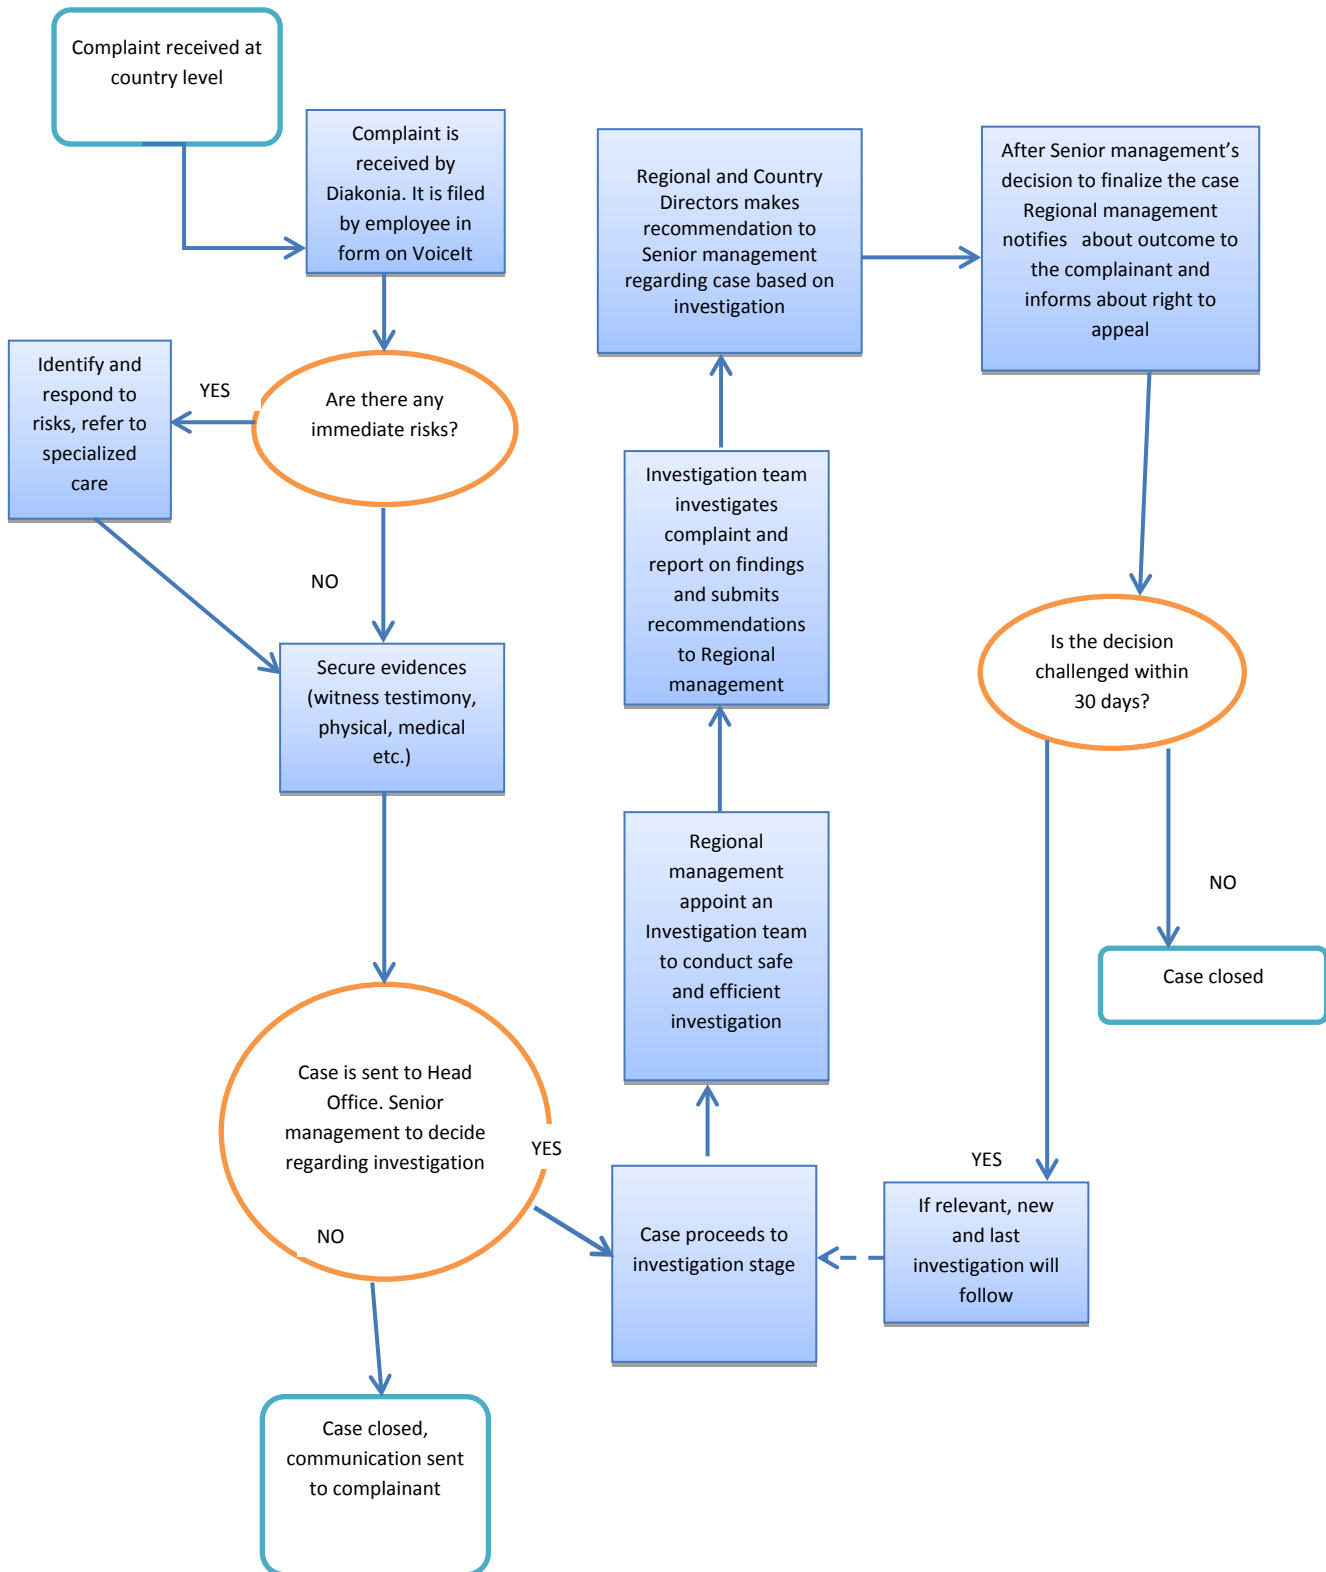 Complaint received at
country level
Complaint is
received by
Diakonia. It is filed
by employee in
form on VoiceIt
Are there any
immediate risks?
YES
Identify and
respond to
risks, refer to
specialized
care
NO
Secure evidences
(witness testimony,
physical, medical
etc.)
Case is sent to Head
Office. Senior
management to decide
regarding investigation
YES
NO
Case closed,
communication sent
to complainant
Case proceeds to
investigation stage
Regional
management
appoint an
Investigation team
to conduct safe
and efficient
investigation
Investigation team
investigates
complaint and
report on findings
and submits
recommendations
to Regional
management
Regional and Country
Directors makes
recommendation to
Senior management
regarding case based on
investigation
After Senior management’s
decision to finalize the case
Regional management
notifies about outcome to
the complainant and
informs about right to
appeal
Is the decision
challenged within
30 days?
NO
Case closed
YES
If relevant, new
and last
investigation will
follow